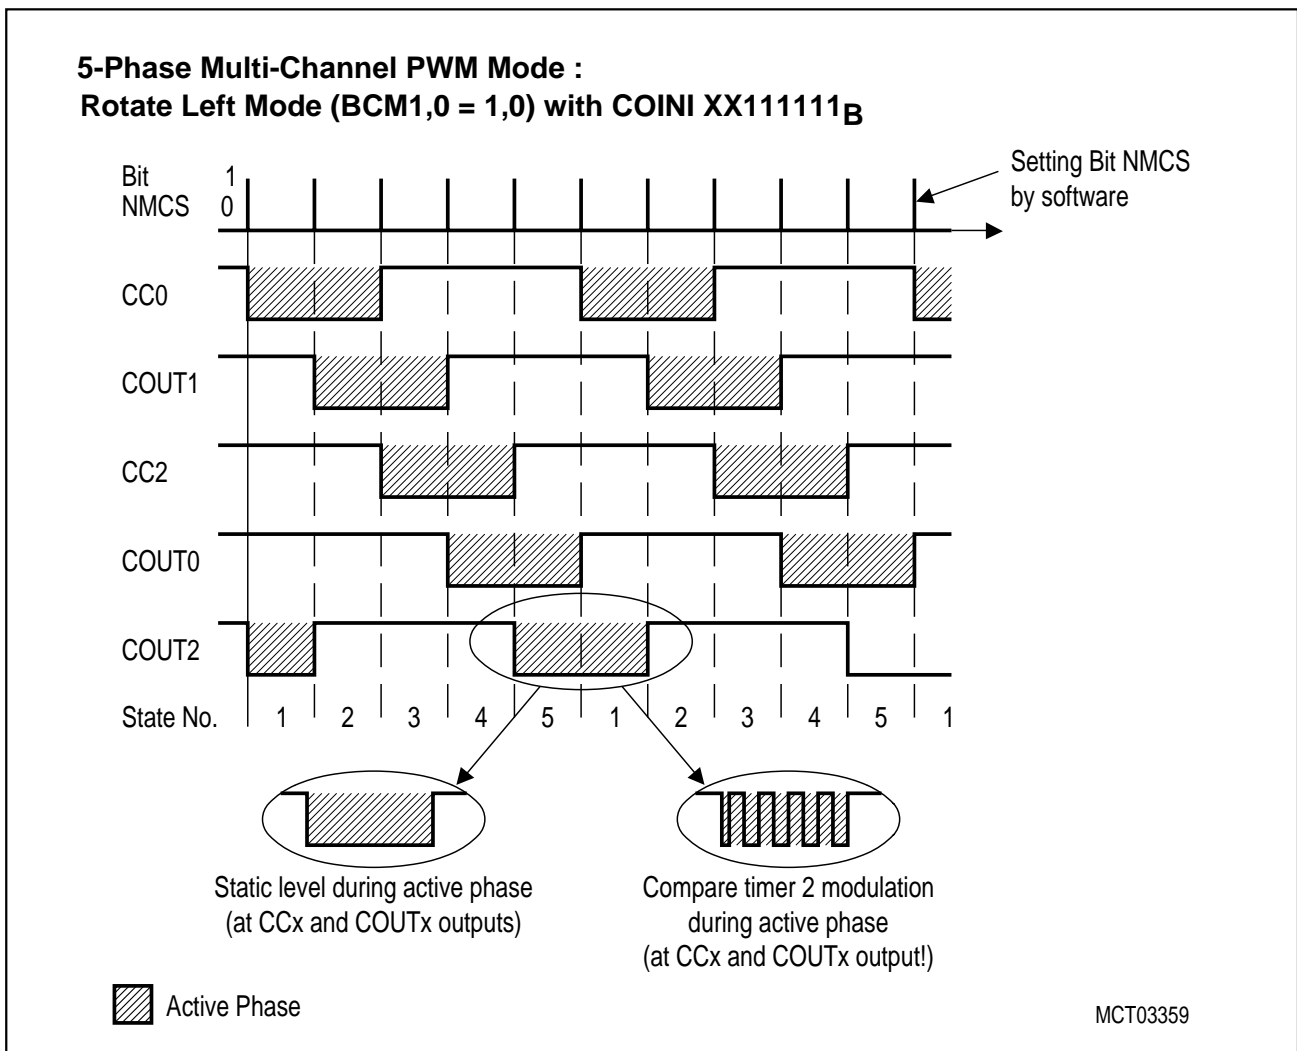 5-Phase Multi-Channel PWM Mode :
Rotate Left Mode (BCM1,0 = 1,0) with COINI XX111111B
Bit 1
NMCS 0
Setting Bit NMCS
by software
CC0
COUT1
CC2
COUT0
COUT2
State No. 1 2 3 4 5 1 2 3 4 5 1
Static level during active phase
(at CCx and COUTx outputs)
Compare timer 2 modulation
during active phase
(at CCx and COUTx output!)
Active Phase
MCT03359